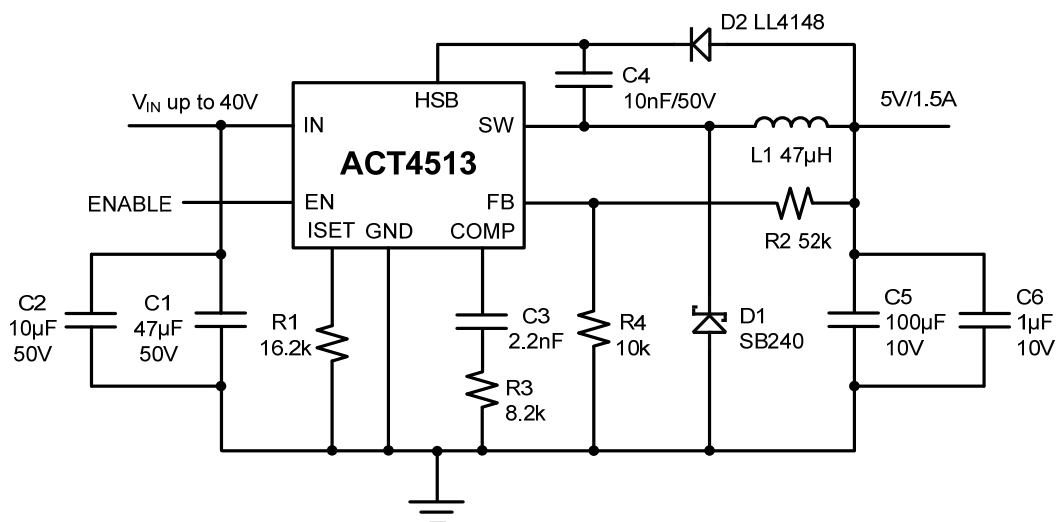 D2 LL4148
C4
10nF/50V
VIN up to 40V
HSB
5V/1.5A
IN
SW
L1 47µH
ACT4513
ENABLE
EN
FB
ISET
GND
COMP
R2 52k
C2
10µF
50V
C1
47µF
50V
R1
16.2k
C3
2.2nF
R3
8.2k
R4
10k
D1
SB240
C5
100µF
10V
C6
1µF
10V